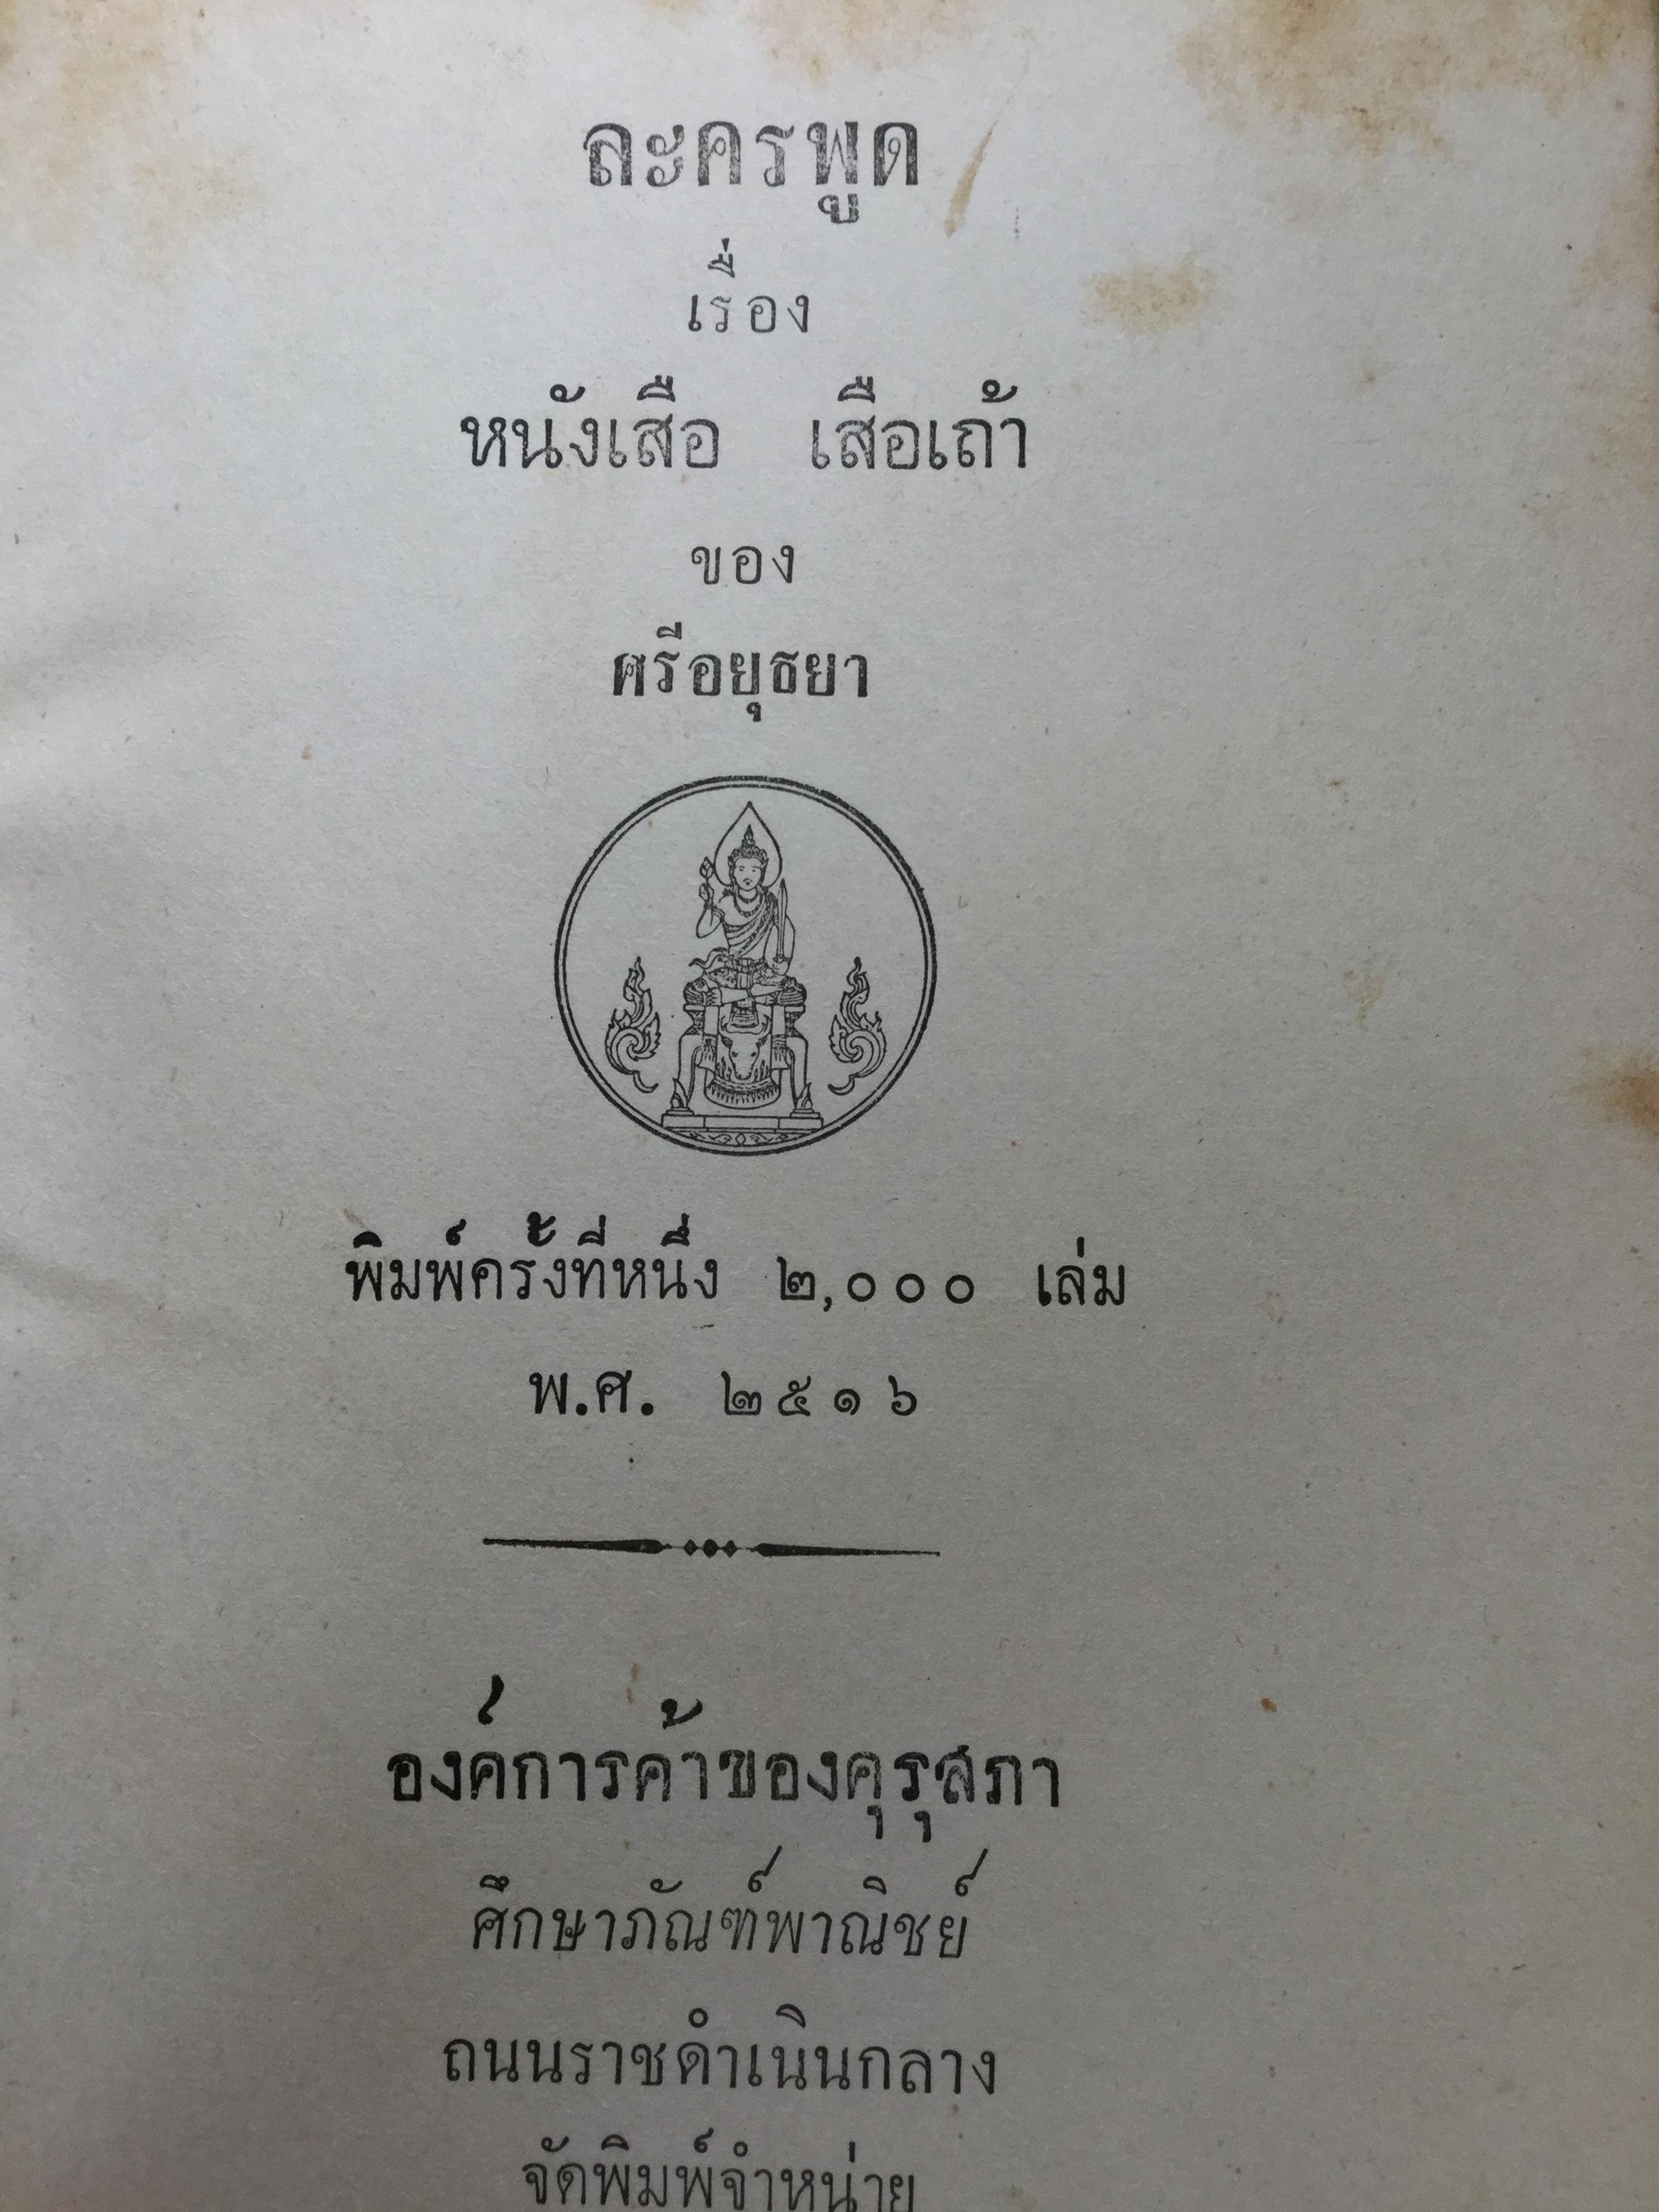 ละครพูด
เรื่อง
หนังเสือ เสือเถ้า
ของ
ศรีอยุธยา
พิมพ์ครั้งที่หนึ่ง ๒,๐๐๐ เล่ม
พ.ศ. ๒๕๑๖
องค์การค้าของคุรุสภา
ศึกษาภัณฑ์พาณิชย์
ถนนราชดำเนินกลาง
จัดพิมพ์จำหน่าย